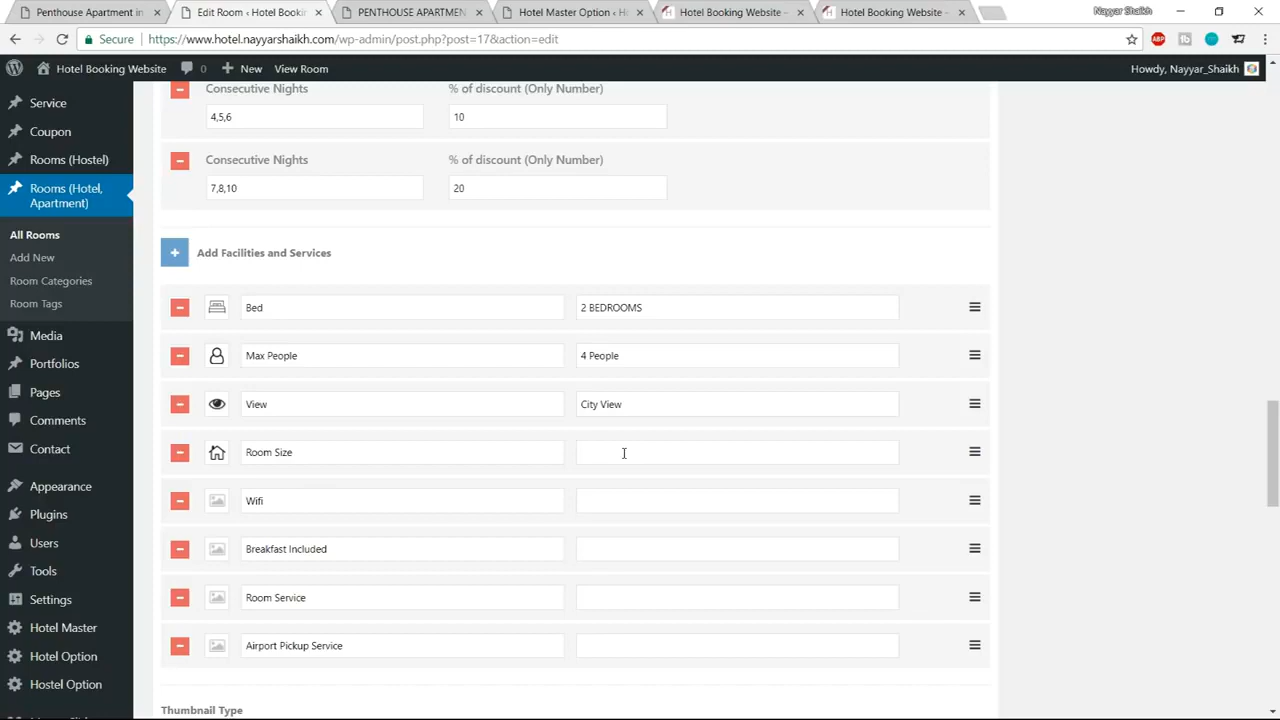 Penthouse Apartment in
Edit Room ‹ Hotel Bookin
PENTHOUSE APARTMEN
Hotel Master Option ‹ H
Hotel Booking Website –
Hotel Booking Website –
Nayyar Shaikh
Secure
https://www.hotel.nayyarshaikh.com/wp-admin/post.php?post=17&action=edit
ABP
Hotel Booking Website
0
New
View Room
Howdy, Nayyar_Shaikh
Service
Coupon
Rooms (Hostel)
Rooms (Hotel,
Apartment)
All Rooms
Add New
Room Categories
Room Tags
Media
Portfolios
Pages
Comments
Contact
Appearance
Plugins
Users
Tools
Settings
Hotel Master
Hotel Option
Hostel Option
Consecutive Nights
% of discount (Only Number)
4,5,6
10
Consecutive Nights
% of discount (Only Number)
7,8,10
20
Add Facilities and Services
Bed
2 BEDROOMS
Max People
4 People
View
City View
Room Size
Wifi
Breakfast Included
Room Service
Airport Pickup Service
Thumbnail Type